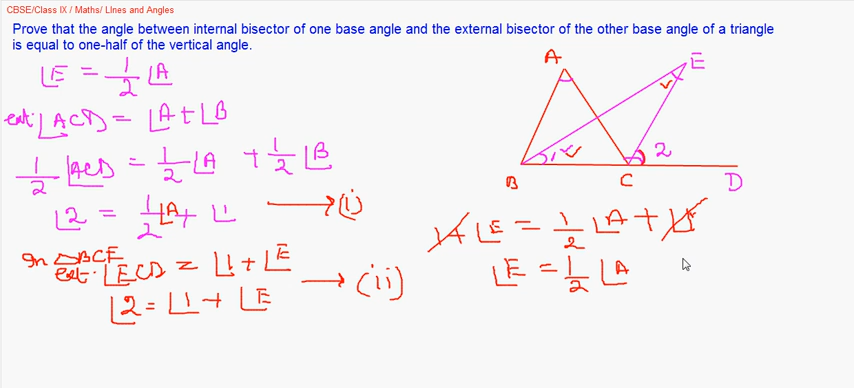 CBSE/Class IX / Maths/ LInes and Angles
Prove that the angle between internal bisector of one base angle and the external bisector of the other base angle of a triangle
is equal to one-half of the vertical angle.
∠E = 1/2 ∠A
ext. ∠ACD = ∠A + ∠B
1/2 ∠ACD = 1/2 ∠A + 1/2 ∠B
∠2 = 1/2 ∠A + ∠1 → (i)
In △BCE
ext. ∠ECD = ∠1 + ∠E
∠2 = ∠1 + ∠E → (ii)
A
E
1
2
B
C
D
∠1 + ∠E = 1/2 ∠A + ∠1
∠E = 1/2 ∠A